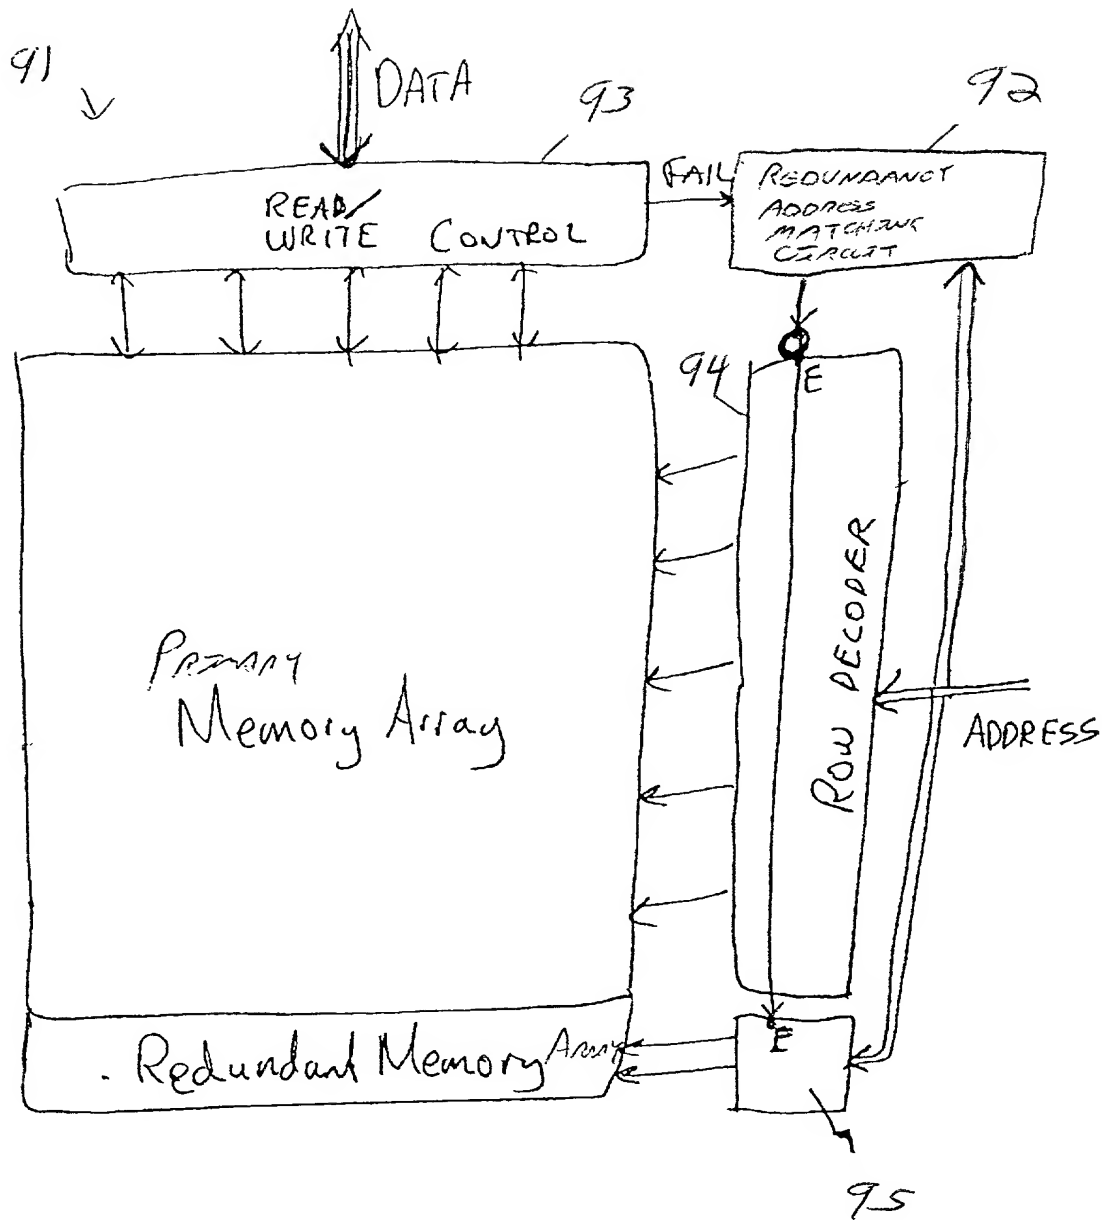 91
DATA
93
92
READ/
WRITE CONTROL
FAIL
REDUNDANCY
ADDRESS
MATCHING
CIRCUIT
94
E
ROW DECODER
PRIMARY
Memory Array
ADDRESS
Redundant Memory Array
E
95